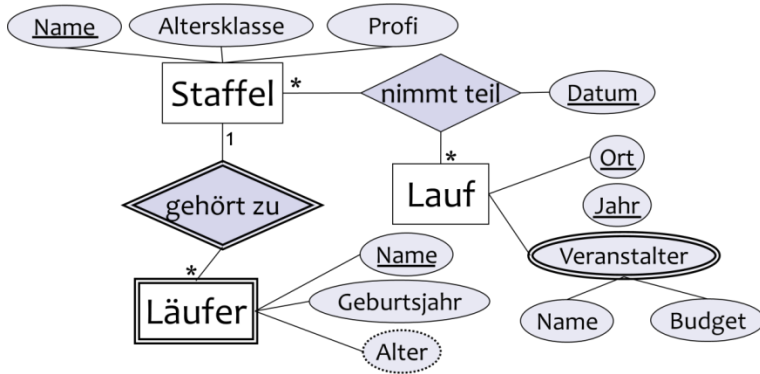 Name
Altersklasse
Profi
Staffel
*
nimmt teil
Datum
1
*
Ort
Lauf
gehört zu
Jahr
*
Name
Veranstalter
Läufer
Geburtsjahr
Name
Budget
Alter